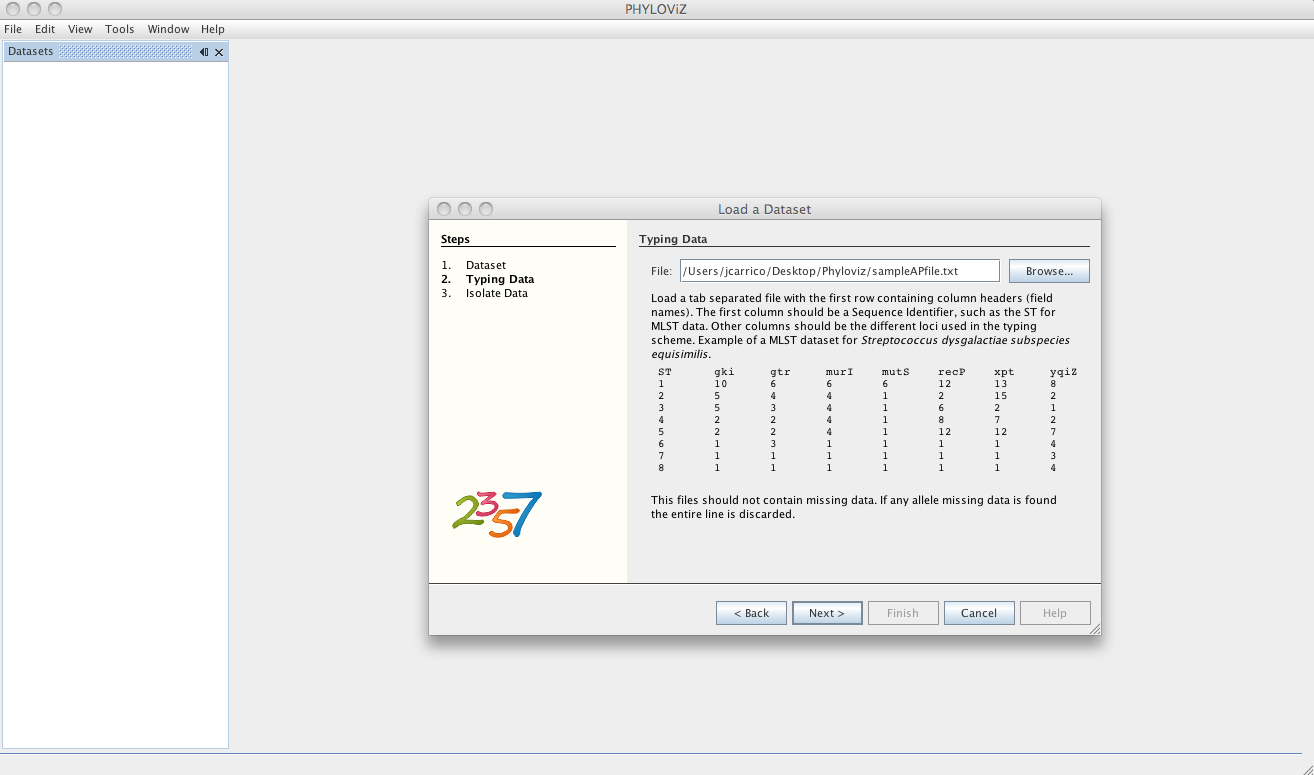 PHYLOViZ
File Edit View Tools Window Help
Datasets
Load a Dataset
Steps
1. Dataset
2. Typing Data
3. Isolate Data
2357
Typing Data
File: /Users/jcarrico/Desktop/Phyloviz/sampleAPfile.txt Browse...
Load a tab separated file with the first row containing column headers (field
names). The first column should be a Sequence Identifier, such as the ST for
MLST data. Other columns should be the different loci used in the typing
scheme. Example of a MLST dataset for Streptococcus dysgalactiae subspecies
equisimilis.
ST gki gtr murI mutS recP xpt yqiZ
1 10 6 6 6 12 13 8
2 5 4 4 1 2 15 2
3 5 3 4 1 6 2 1
4 2 2 4 1 8 7 2
5 2 2 4 1 12 12 7
6 1 3 1 1 1 1 4
7 1 1 1 1 1 1 3
8 1 1 1 1 1 1 4
This files should not contain missing data. If any allele missing data is found
the entire line is discarded.
< Back Next > Finish Cancel Help